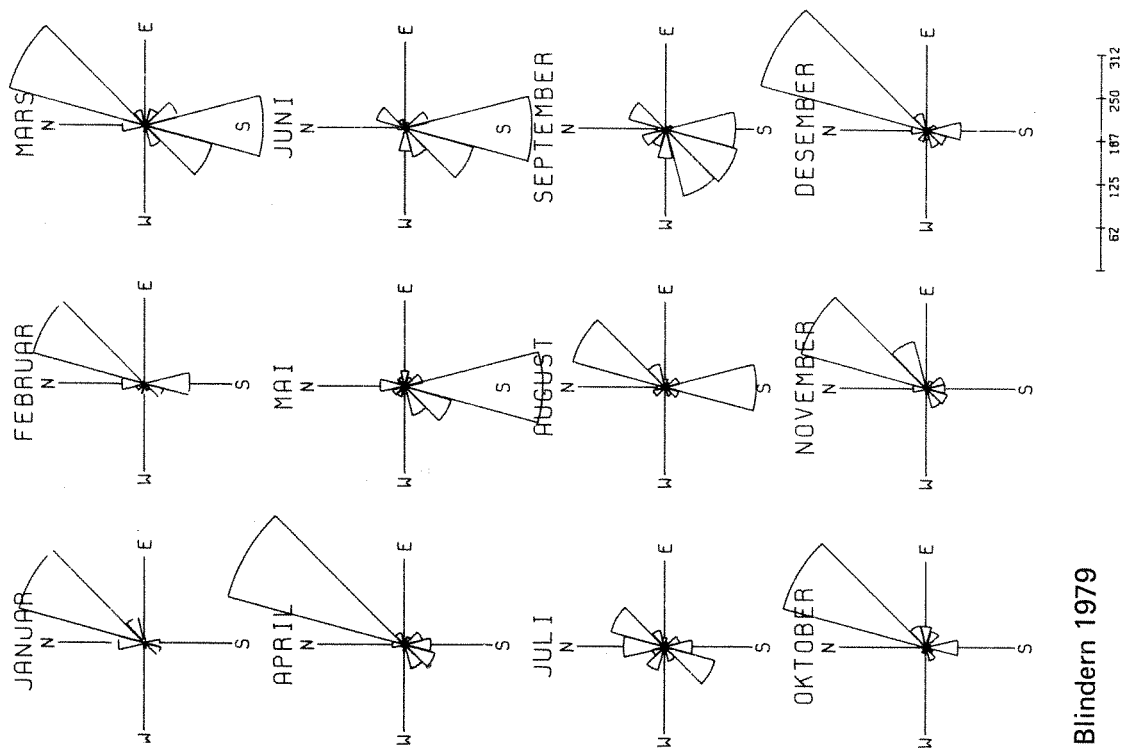 JANUAR FEBRUAR MARS
N N N
W E W E W E
S S S
APRIL MAI JUNI
N N N
W E W E W E
S S S
JULI AUGUST SEPTEMBER
N N N
W E W E W E
S S S
OKTOBER NOVEMBER DESEMBER
N N N
W E W E W E
S S S
Blindern 1979
62 125 187 250 312